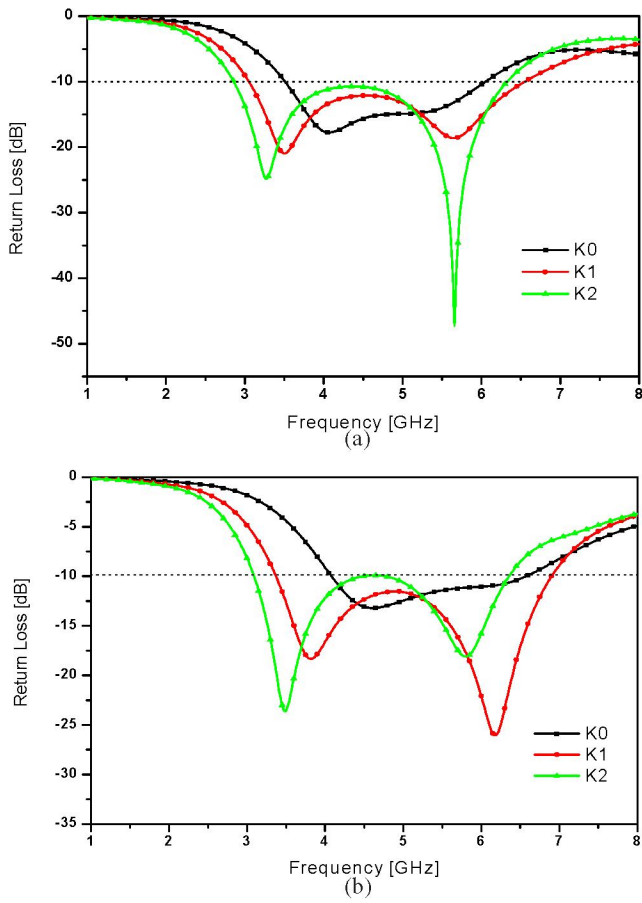 0
-10
-20
-30
-40
-50
Return Loss [dB]
K0
K1
K2
1 2 3 4 5 6 7 8
Frequency [GHz]
(a)
0
-5
-10
-15
-20
-25
-30
-35
Return Loss [dB]
K0
K1
K2
1 2 3 4 5 6 7 8
Frequency [GHz]
(b)